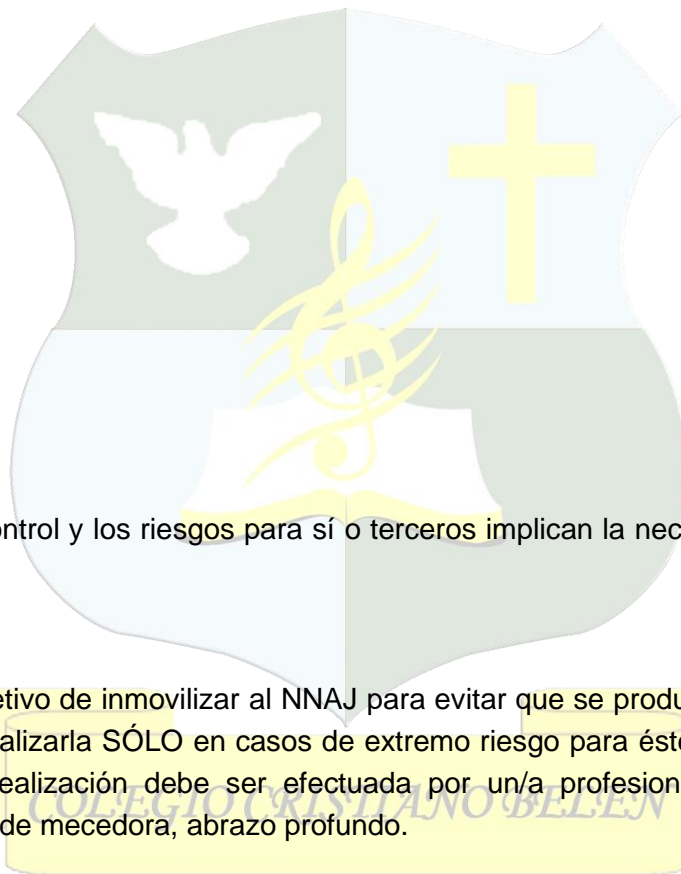 ontrol y los riesgos para sí o terceros implican la nec
etivo de inmovilizar al NNAJ para evitar que se produ
alizarla SÓLO en casos de extremo riesgo para ést
ealización debe ser efectuada por un/a profesion
COLEGIO CRISTIANO BELEN
de mecedora, abrazo profundo.